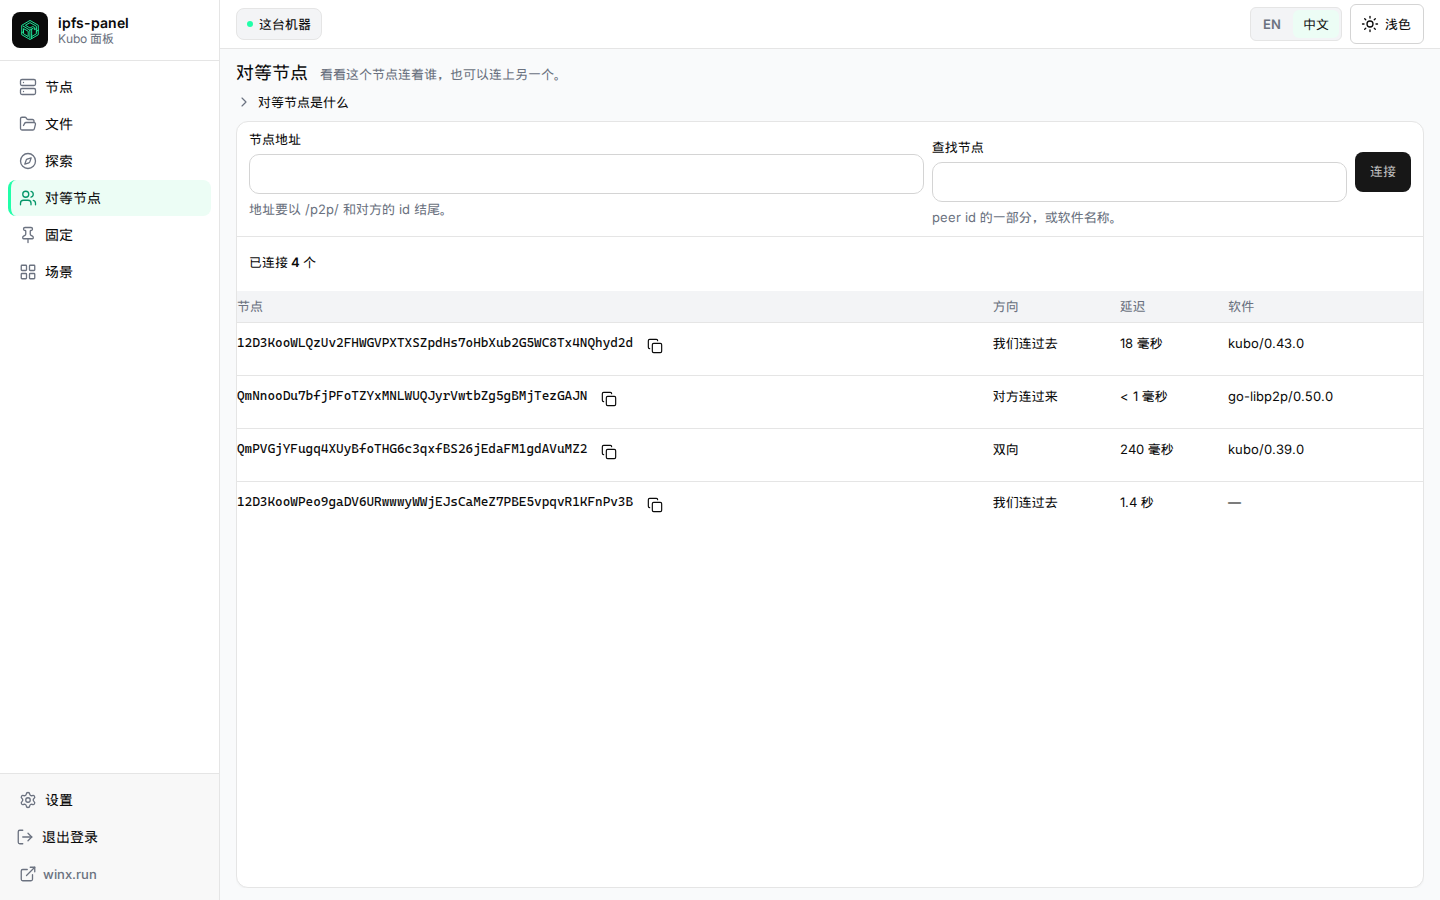 ipfs-panel
Kubo 面板
节点
文件
探索
对等节点
固定
场景
设置
退出登录
winx.run
这台机器
EN 中文
浅色
对等节点 看看这个节点连着谁，也可以连上另一个。
对等节点是什么
节点地址
地址要以 /p2p/ 和对方的 id 结尾。
查找节点
peer id 的一部分，或软件名称。
连接
已连接 4 个
节点 方向 延迟 软件
12D3KooWLQzUv2FHWGVPXTXSZpdHs7oHbXub2G5WC8Tx4NQhyd2d 我们连过去 18 毫秒 kubo/0.43.0
QmNnooDu7bfjPFoTZYxMNLWUQJyrVwtbZg5gBMjTezGAJN 对方连过来 < 1 毫秒 go-libp2p/0.50.0
QmPVGjYFugq4XUyBfoTHG6c3qxfBS26jEdaFM1gdAVuMZ2 双向 240 毫秒 kubo/0.39.0
12D3KooWPeo9gaDV6URwwwyWWjEJsCaMeZ7PBE5vpqvR1KFnPv3B 我们连过去 1.4 秒 —